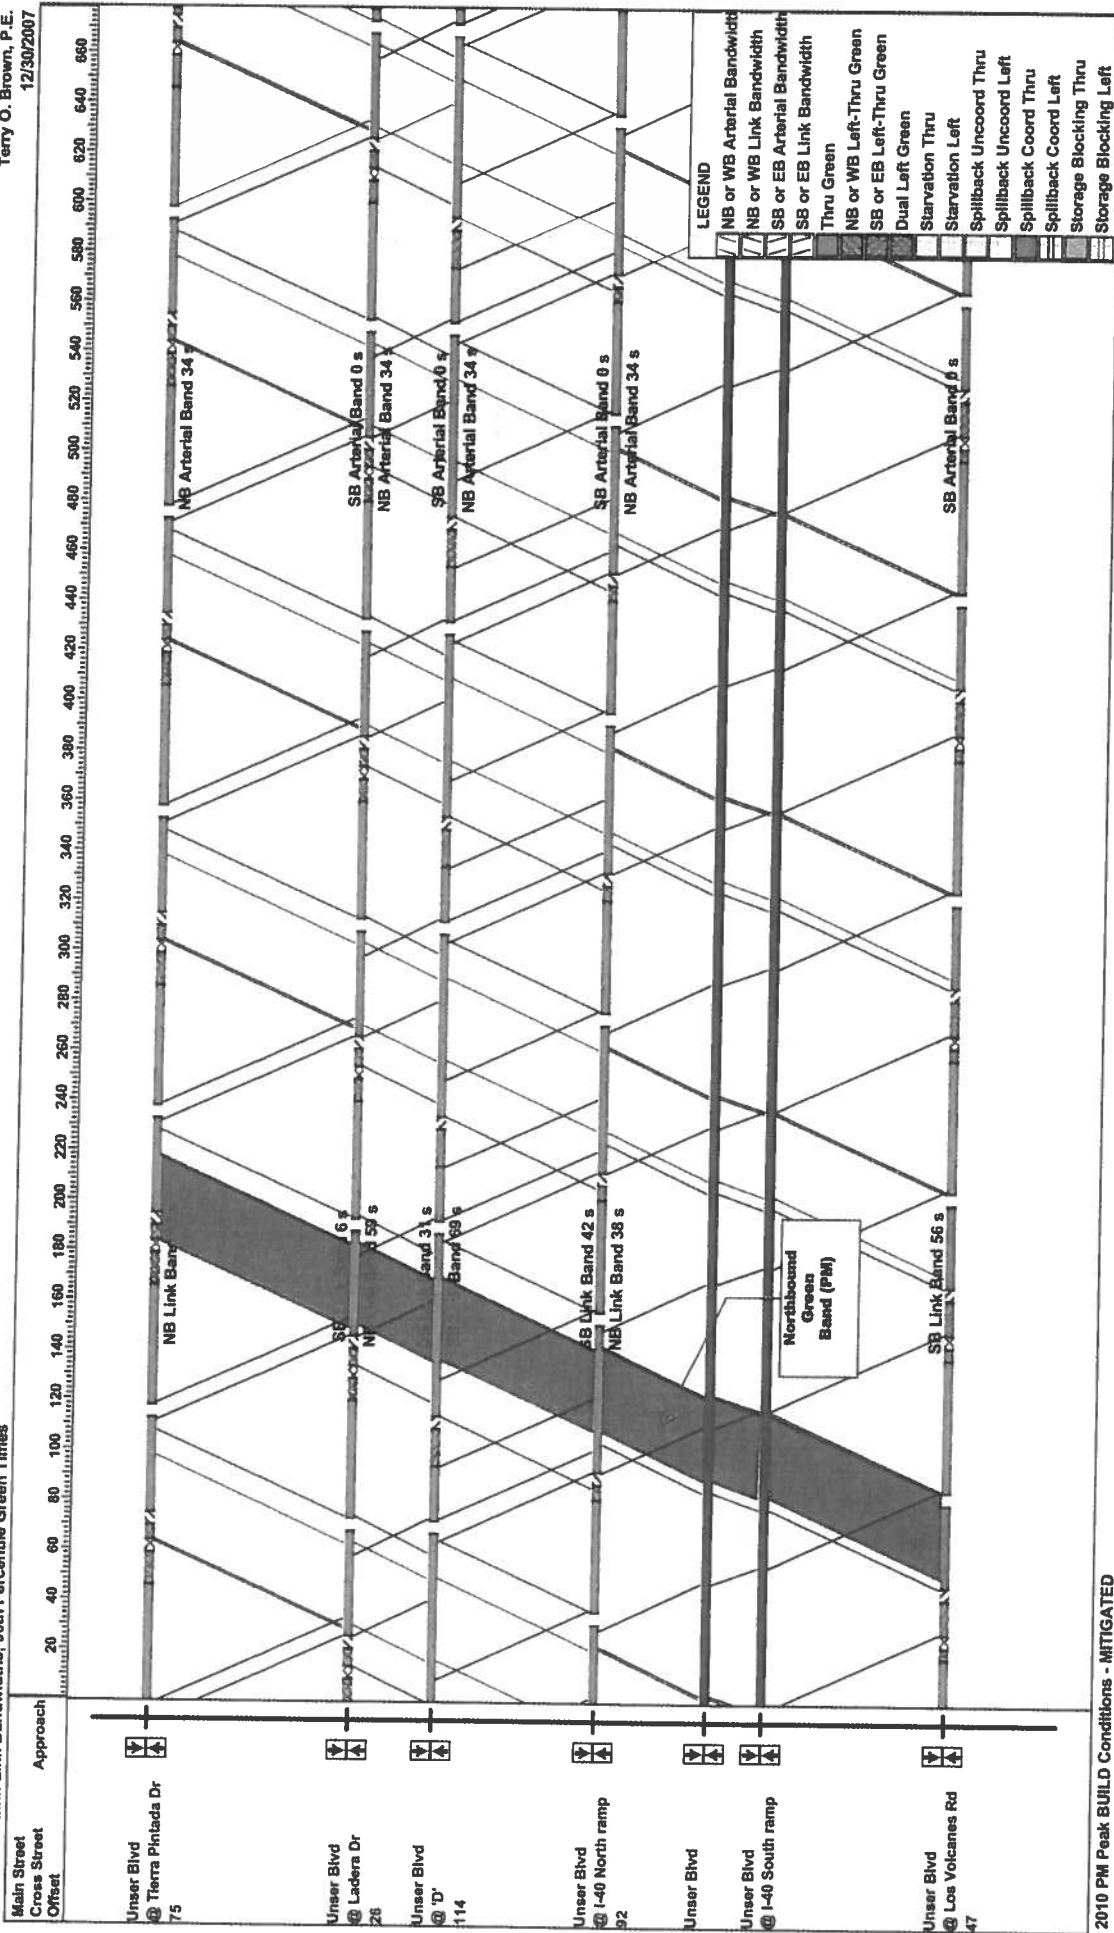 Terry O. Brown, P.E.
12/30/2007
Main Street
Cross Street
Offset
Approach
20 40 60 80 100 120 140 160 180 200 220 240 260 280 300 320 340 360 380 400 420 440 460 480 500 520 540 560 580 600 620 640 660
Unser Blvd
@ Tierra Pintada Dr
75
NB Link Band
NB Arterial Band 34 s
Unser Blvd
@ Ladera Dr
26
6 s
59 s
SB Arterial Band 0 s
NB Arterial Band 34 s
Unser Blvd
@ 'D'
114
Band 31 s
Band 69 s
SB Arterial Band 0 s
NB Arterial Band 34 s
Unser Blvd
@ I-40 North ramp
92
SB Link Band 42 s
NB Link Band 38 s
SB Arterial Band 0 s
NB Arterial Band 34 s
Unser Blvd
Unser Blvd
@ I-40 South ramp
Northbound
Green
Band (PM)
Unser Blvd
@ Los Volcanes Rd
47
SB Link Band 56 s
SB Arterial Band 0 s
LEGEND
NB or WB Arterial Bandwidth
NB or WB Link Bandwidth
SB or EB Arterial Bandwidth
SB or EB Link Bandwidth
Thru Green
NB or WB Left-Thru Green
SB or EB Left-Thru Green
Dual Left Green
Starvation Thru
Starvation Left
Spillback Uncoord Thru
Spillback Uncoord Left
Spillback Coord Thru
Spillback Coord Left
Storage Blocking Thru
Storage Blocking Left
2010 PM Peak BUILD Conditions - MITIGATED